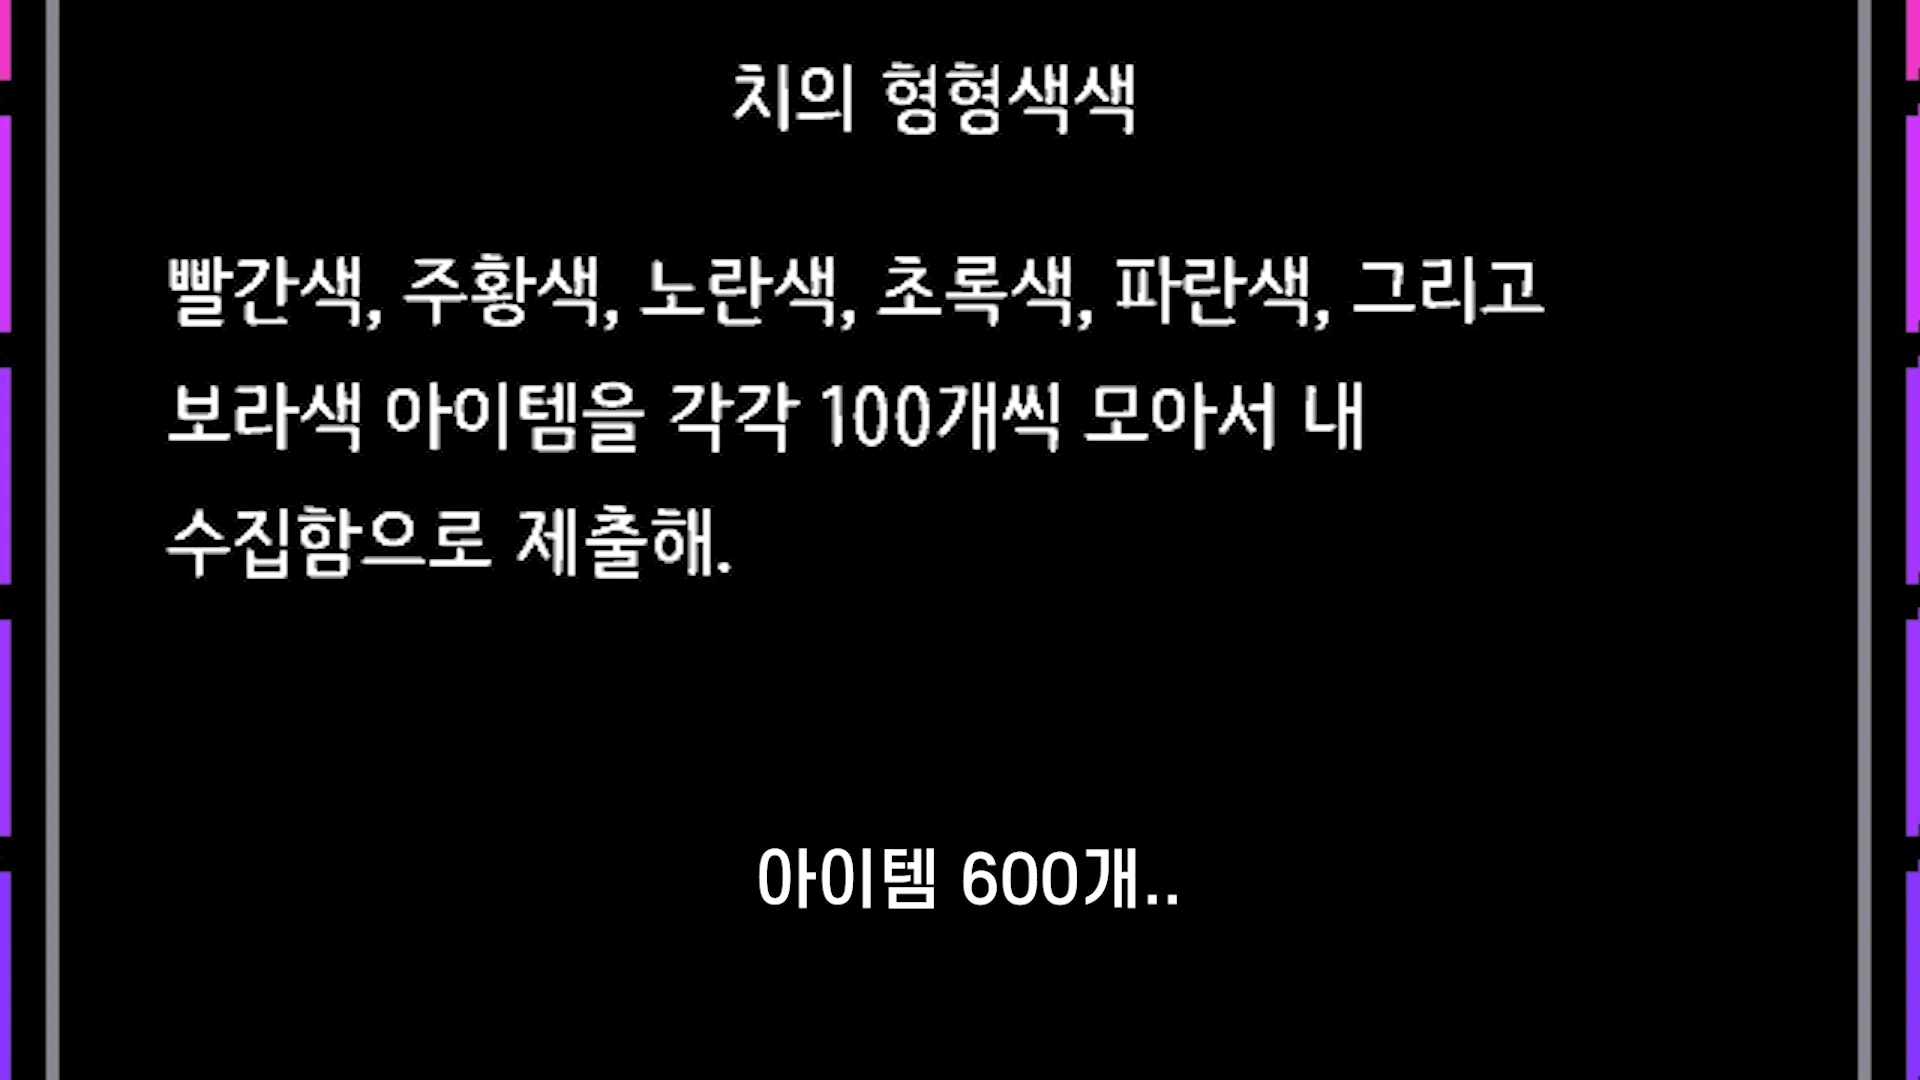 치의 형형색색
빨간색, 주황색, 노란색, 초록색, 파란색, 그리고
보라색 아이템을 각각 100개씩 모아서 내
수집함으로 제출해.
아이템 600개..